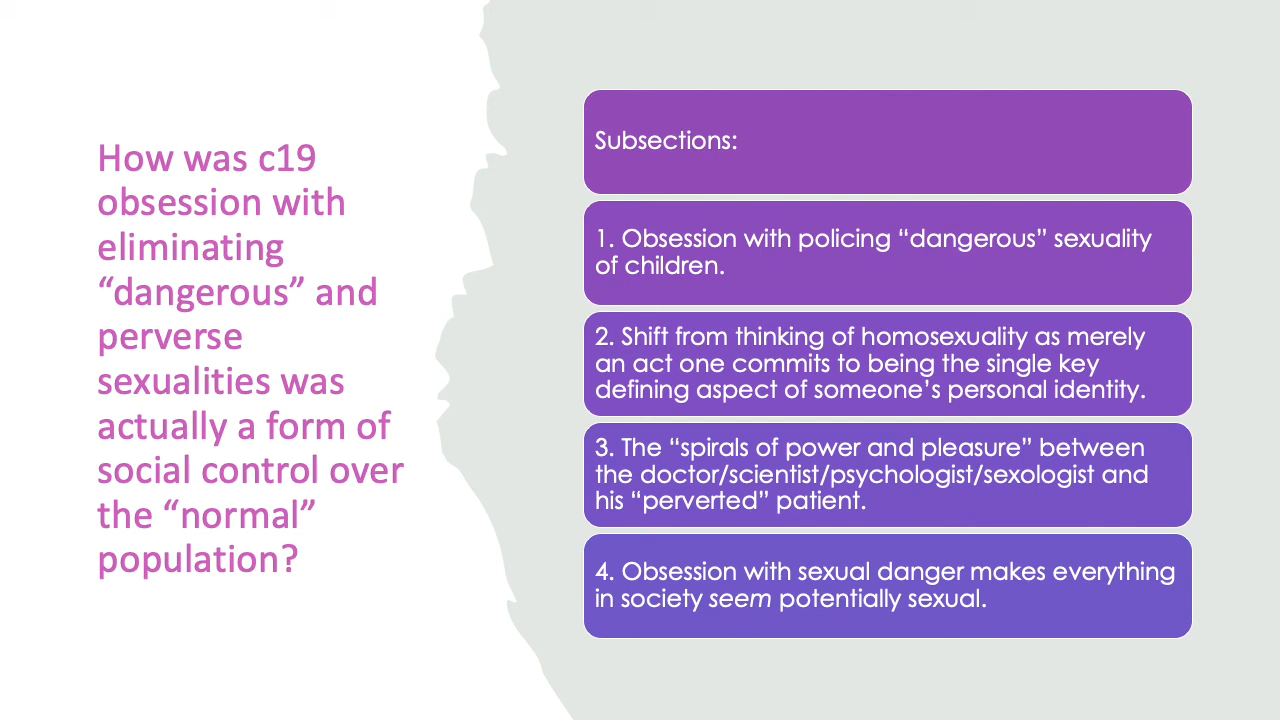 How was c19
obsession with
eliminating
“dangerous” and
perverse
sexualities was
actually a form of
social control over
the “normal”
population?
Subsections:
1. Obsession with policing “dangerous” sexuality
of children.
2. Shift from thinking of homosexuality as merely
an act one commits to being the single key
defining aspect of someone’s personal identity.
3. The “spirals of power and pleasure” between
the doctor/scientist/psychologist/sexologist and
his “perverted” patient.
4. Obsession with sexual danger makes everything
in society seem potentially sexual.